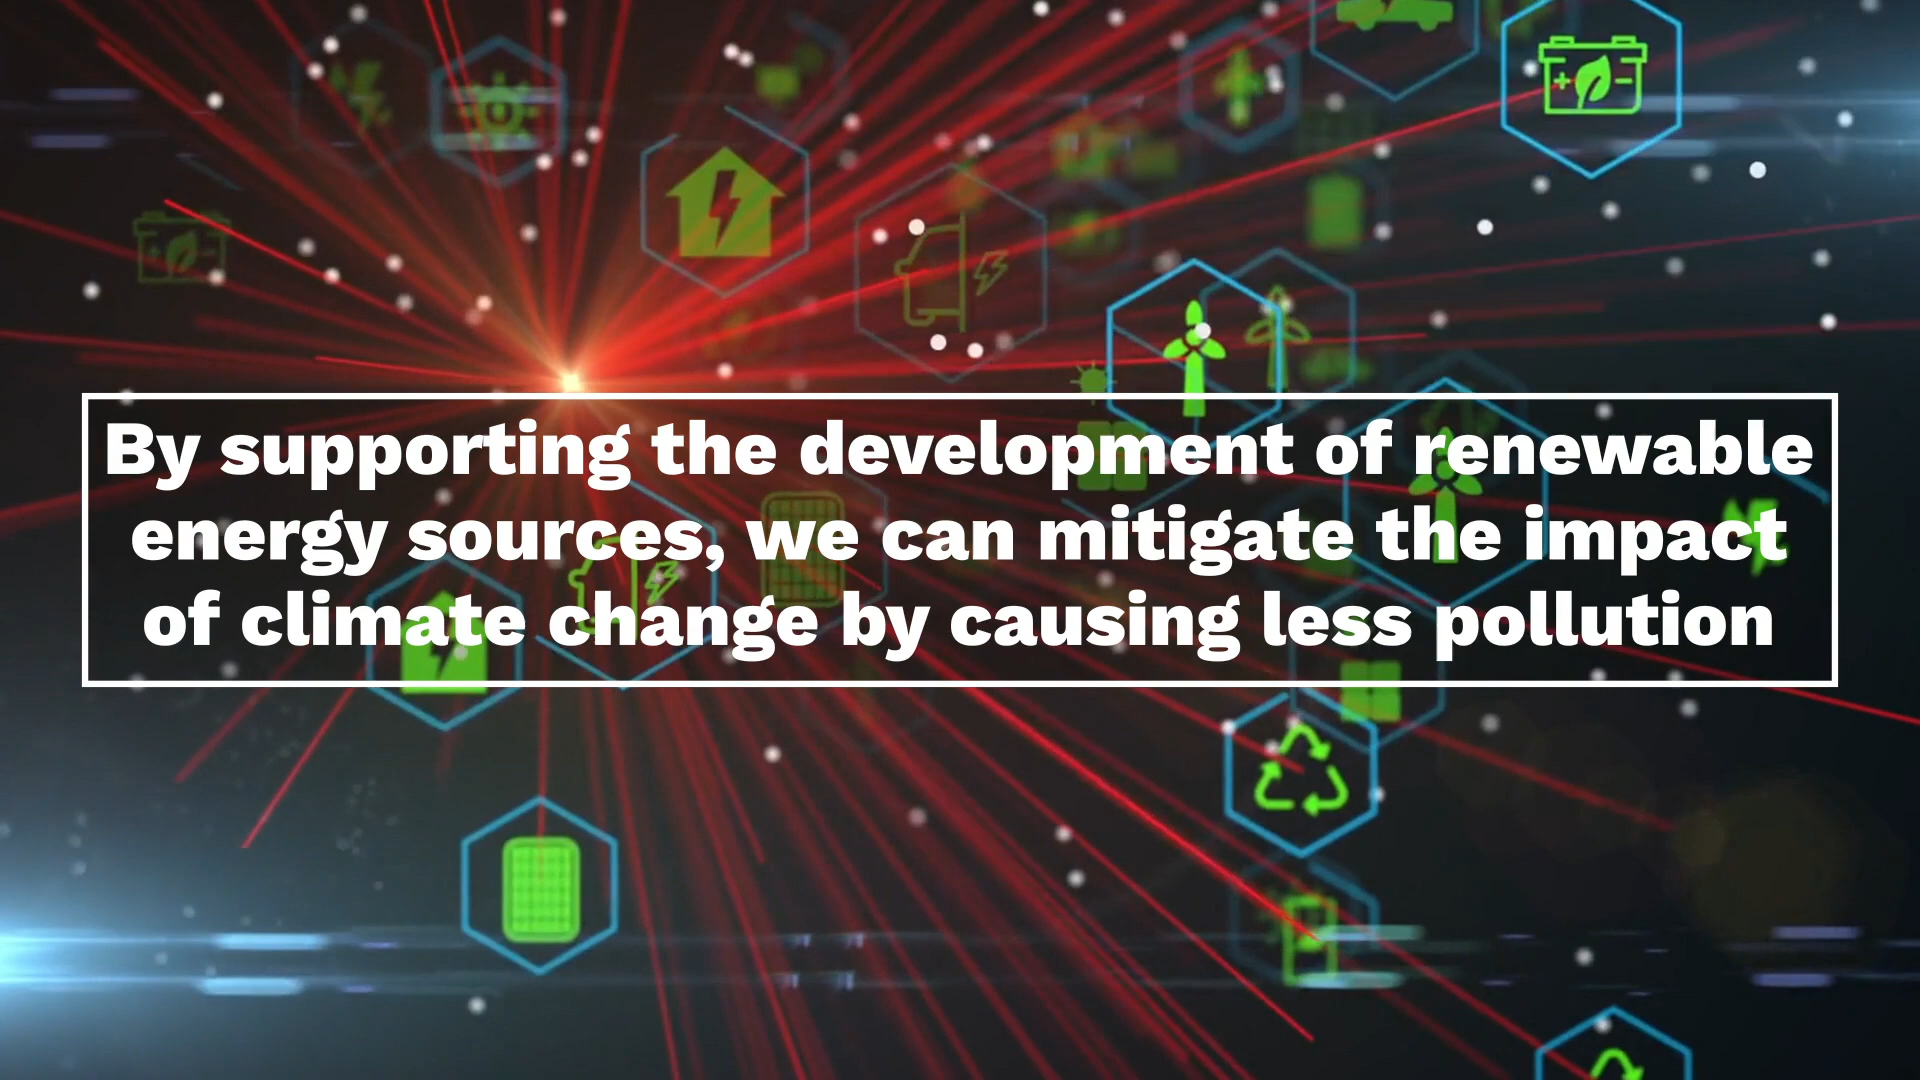 By supporting the development of renewable
energy sources, we can mitigate the impact
of climate change by causing less pollution